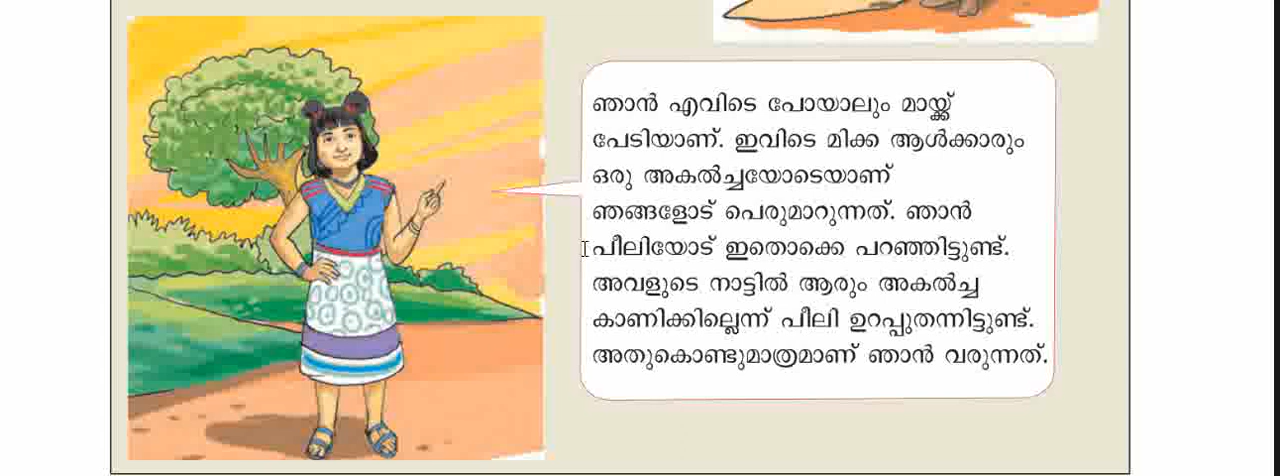 ഞാൻ എവിടെ പോയാലും മായ്ക്ക്
പേടിയാണ്. ഇവിടെ മിക്ക ആൾക്കാരും
ഒരു അകൽച്ചയോടെയാണ്
ഞങ്ങളോട് പെരുമാറുന്നത്. ഞാൻ
പീലിയോട് ഇതൊക്കെ പറഞ്ഞിട്ടുണ്ട്.
അവളുടെ നാട്ടിൽ ആരും അകൽച്ച
കാണിക്കില്ലെന്ന് പീലി ഉറപ്പുതന്നിട്ടുണ്ട്.
അതുകൊണ്ടുമാത്രമാണ് ഞാൻ വരുന്നത്.